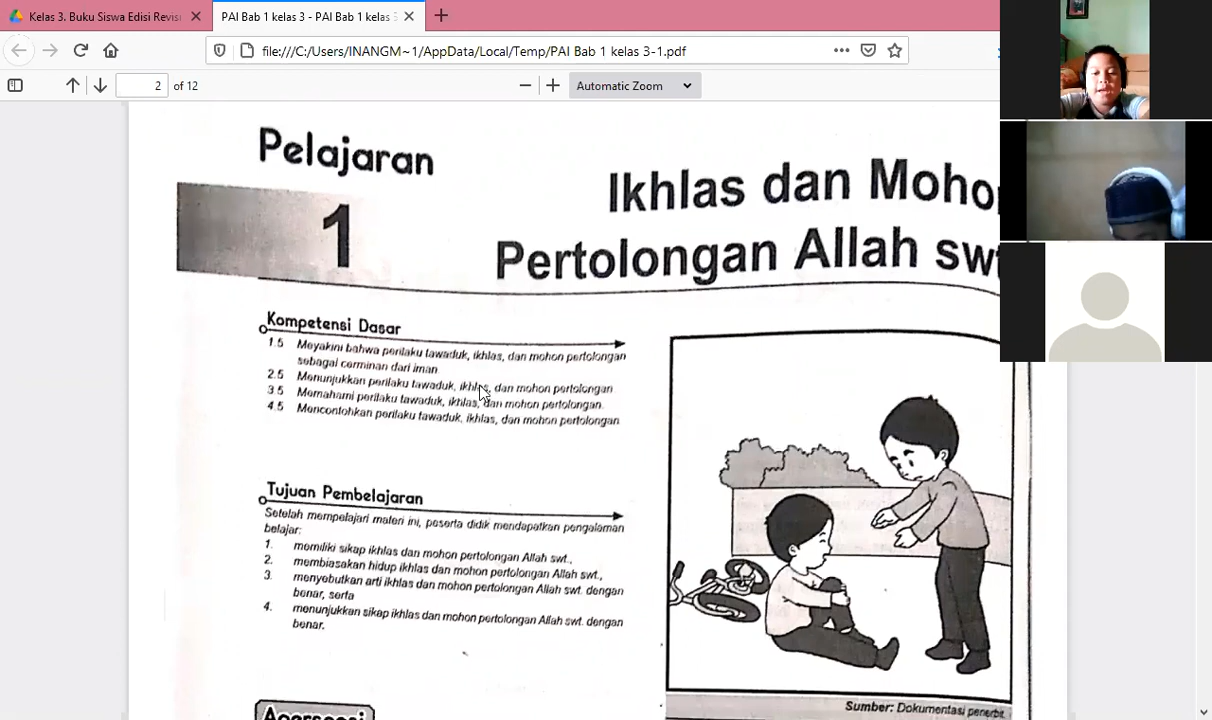 Kelas 3. Buku Siswa Edisi Revisi
PAI Bab 1 kelas 3 - PAI Bab 1 kelas 3
file:///C:/Users/INANGM~1/AppData/Local/Temp/PAI Bab 1 kelas 3-1.pdf
2 of 12
Automatic Zoom
Pelajaran
1
Ikhlas dan Moho
Pertolongan Allah sw
Kompetensi Dasar
1.5 Meyakini bahwa perilaku tawaduk, ikhlas, dan mohon pertolongan
sebagai cerminan dari iman
2.5 Menunjukkan perilaku tawaduk, ikhlas, dan mohon pertolongan
3.5 Memahami perilaku tawaduk, ikhlas, dan mohon pertolongan.
4.5 Mencontohkan perilaku tawaduk, ikhlas, dan mohon pertolongan
Tujuan Pembelajaran
Setelah mempelajari materi ini, peserta didik mendapatkan pengalaman
belajar:
1. memiliki sikap ikhlas dan mohon pertolongan Allah swt.,
2. membiasakan hidup ikhlas dan mohon pertolongan Allah swt.,
3. menyebutkan arti ikhlas dan mohon pertolongan Allah swt. dengan
benar, serta
4. menunjukkan sikap ikhlas dan mohon pertolongan Allah swt. dengan
benar.
Apersepsi
Sumber: Dokumentasi penerbit